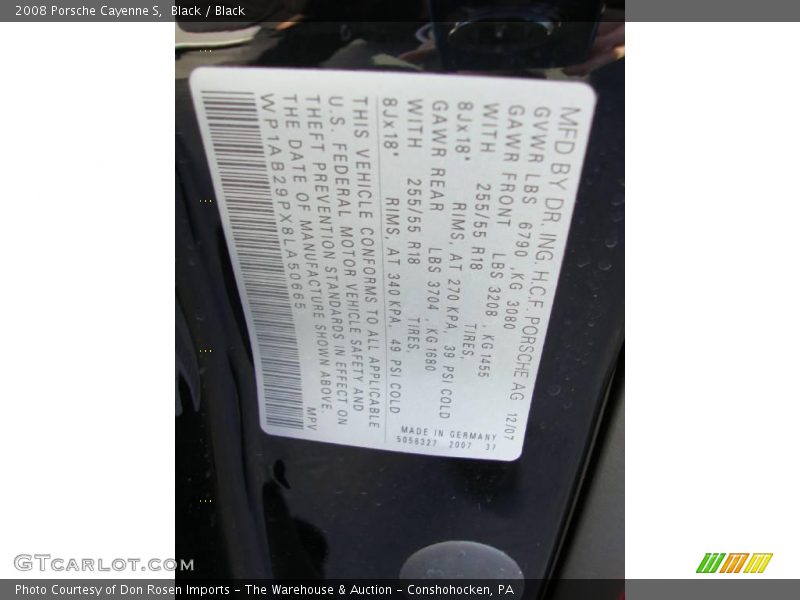 2008 Porsche Cayenne S,  Black / Black
MFD BY DR. ING. H.C.F. PORSCHE AG 12/07
GVWR LBS 6790 , KG 3080
GAWR FRONT LBS 3208 , KG 1455
WITH 255/55 R18 TIRES,
8Jx18" RIMS, AT 270 KPA, 39 PSI COLD
GAWR REAR LBS 3704 , KG 1680
WITH 255/55 R18 TIRES,
8Jx18" RIMS, AT 340 KPA, 49 PSI COLD
MADE IN GERMANY
5056327 2007 37
THIS VEHICLE CONFORMS TO ALL APPLICABLE
U.S. FEDERAL MOTOR VEHICLE SAFETY AND
THEFT PREVENTION STANDARDS IN EFFECT ON
THE DATE OF MANUFACTURE SHOWN ABOVE.
WP1AB29PX8LA50665 MPV
GTCARLOT.COM
Photo Courtesy of Don Rosen Imports - The Warehouse & Auction - Conshohocken, PA